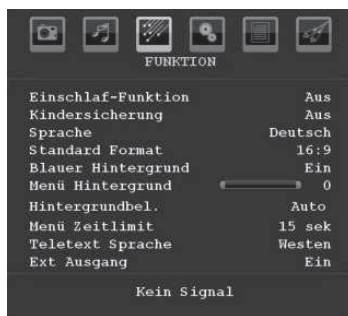 FUNKTION
Einschlaf-Funktion Aus
Kindersicherung Aus
Sprache Deutsch
Standard Format 16:9
Blauer Hintergrund Ein
Menü Hintergrund 0
Hintergrundbel. Auto
Menü Zeitlimit 15 sek
Teletext Sprache Westen
Ext Ausgang Ein
Kein Signal